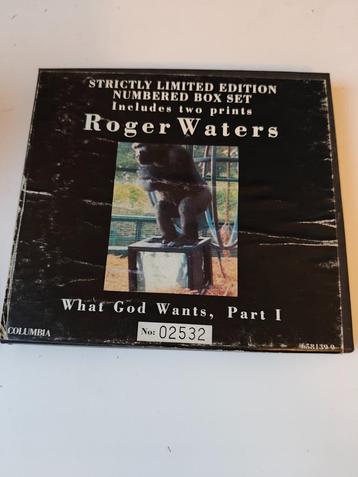 STRICTLY LIMITED EDITION
NUMBERED BOX SET
Includes two prints
Roger Waters
What God Wants, Part I
COLUMBIA
No: 02532
658139 9